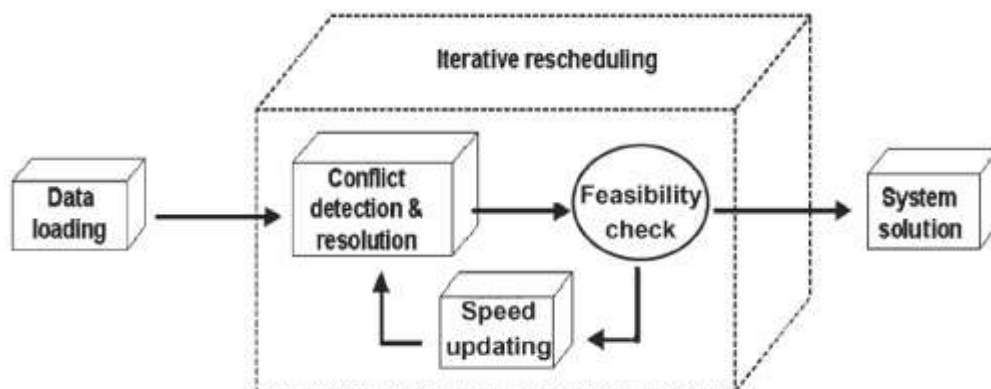 Iterative rescheduling
Data
loading
Conflict
detection &
resolution
Feasibility
check
System
solution
Speed
updating